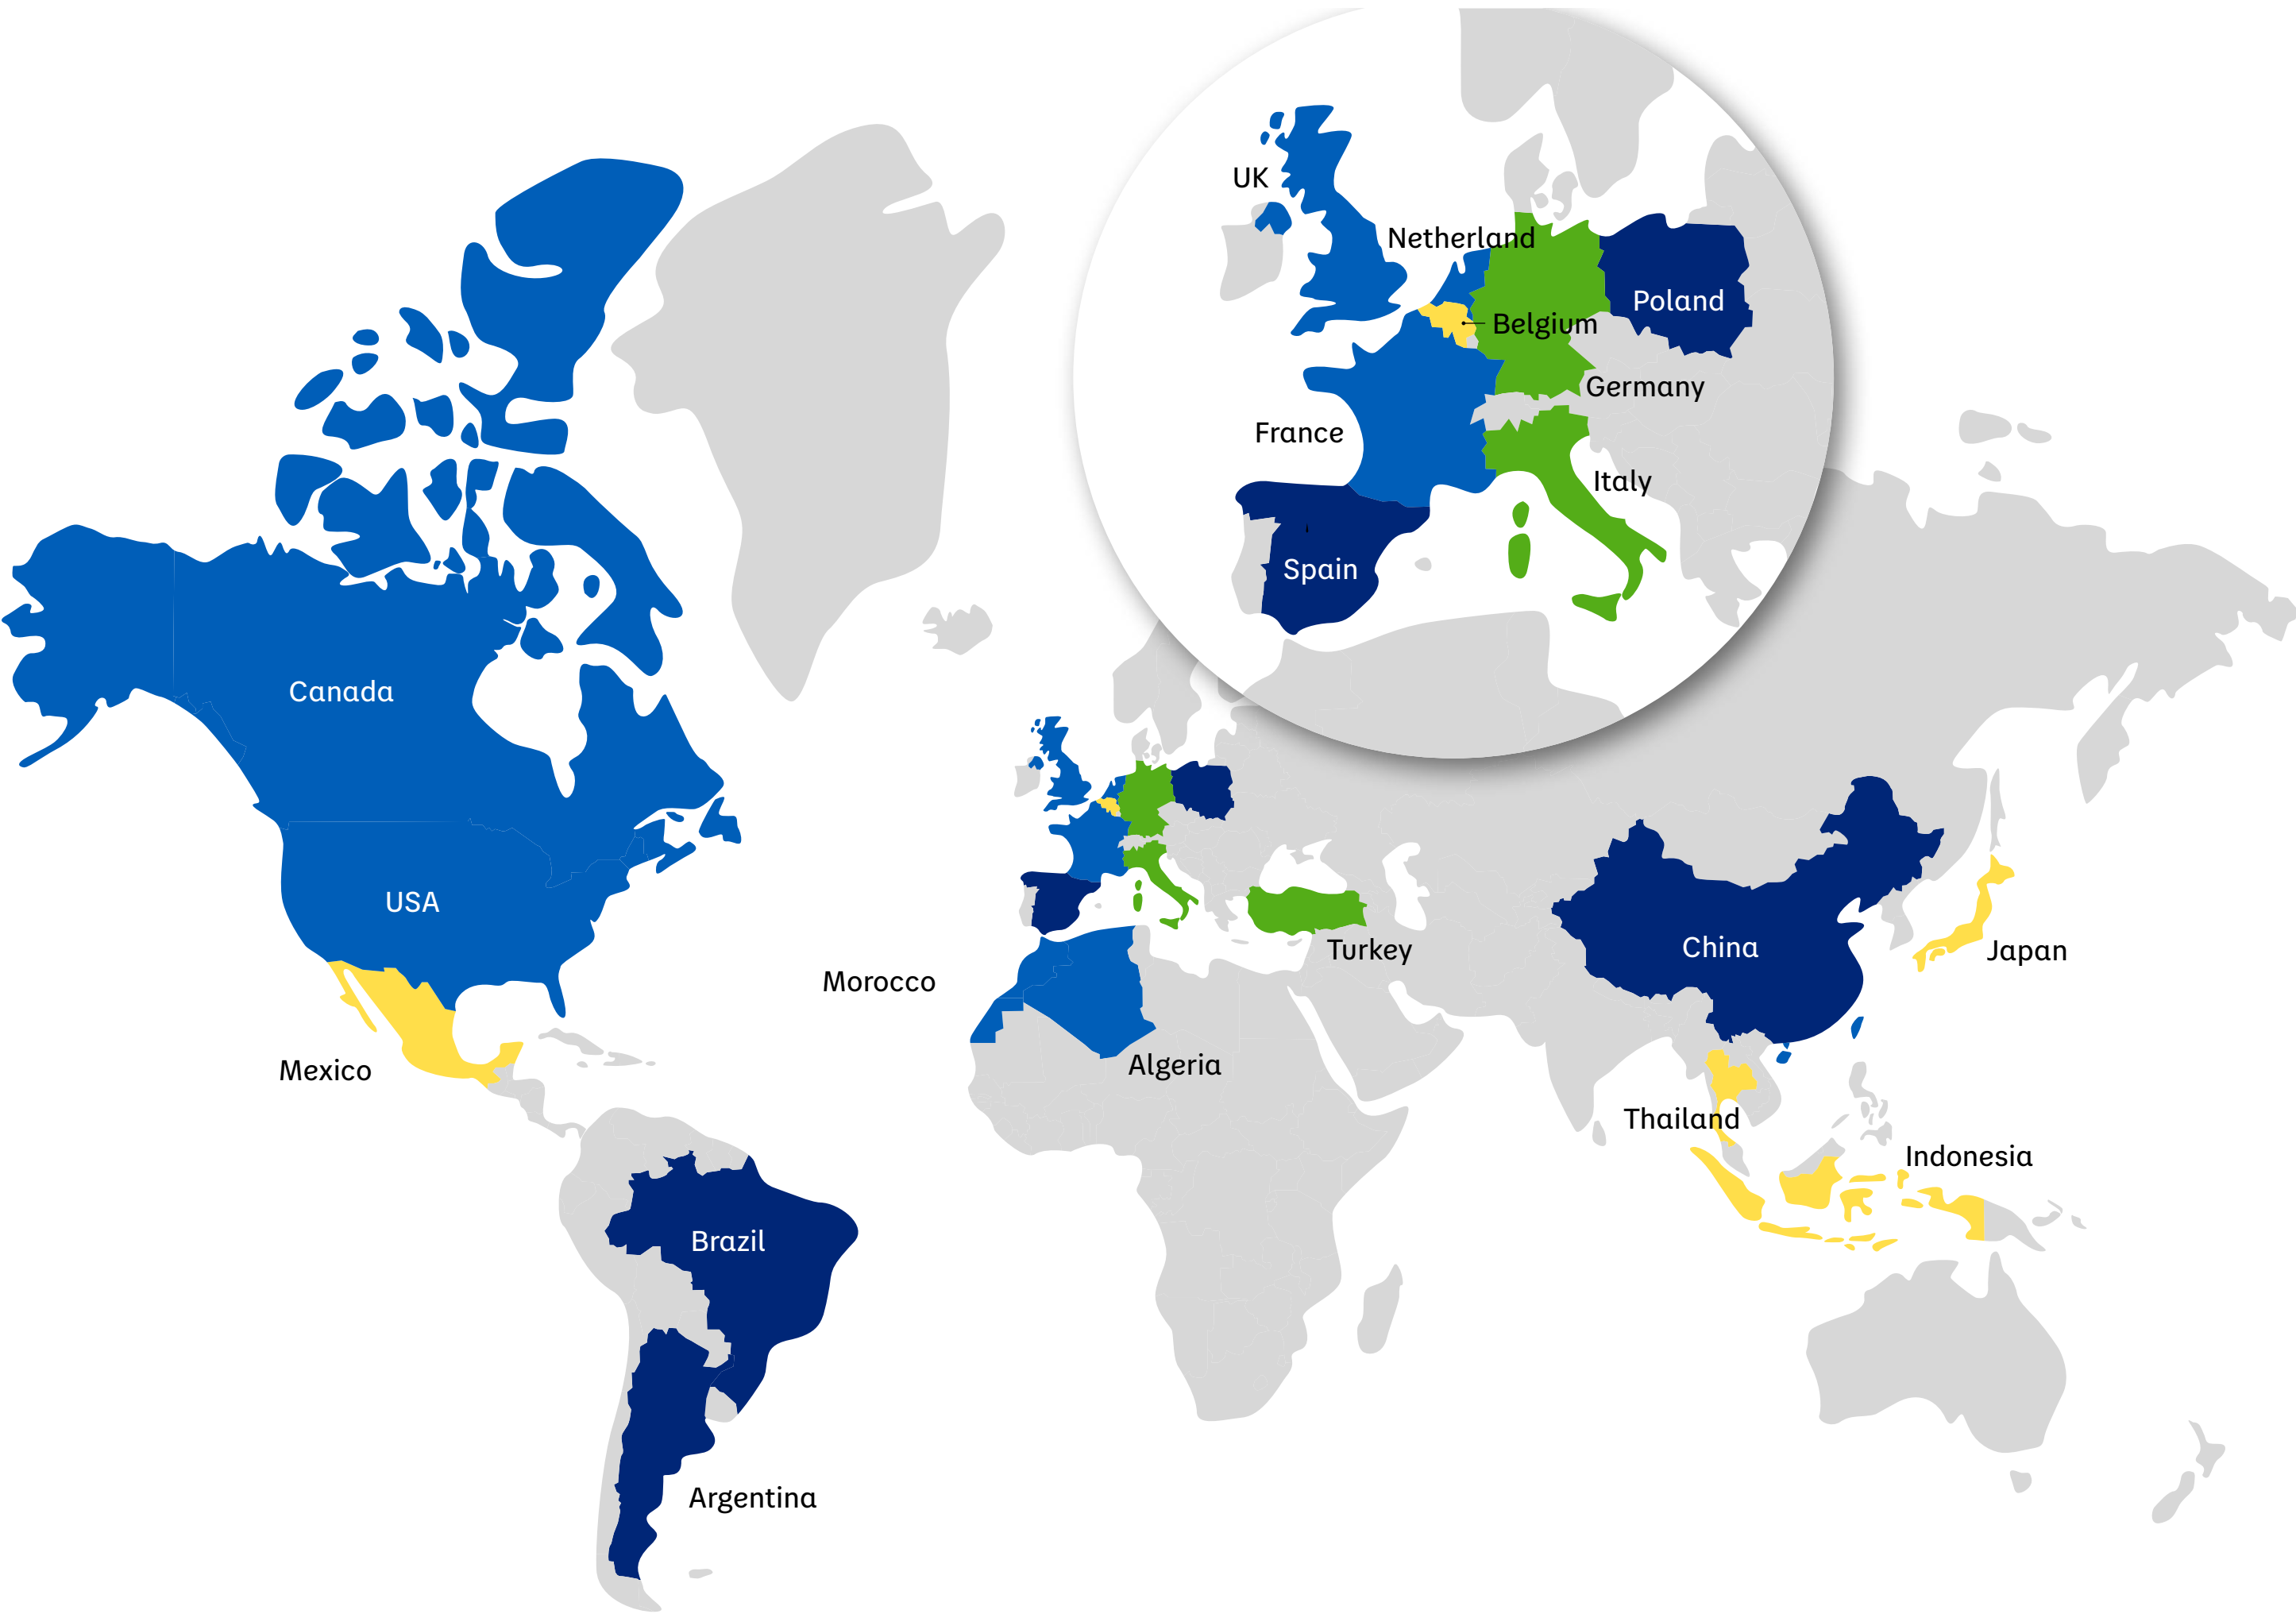 UK
Netherland
Poland
Belgium
Germany
France
Italy
Spain
Canada
USA
China
Turkey
Japan
Morocco
Mexico
Algeria
Thailand
Indonesia
Brazil
Argentina